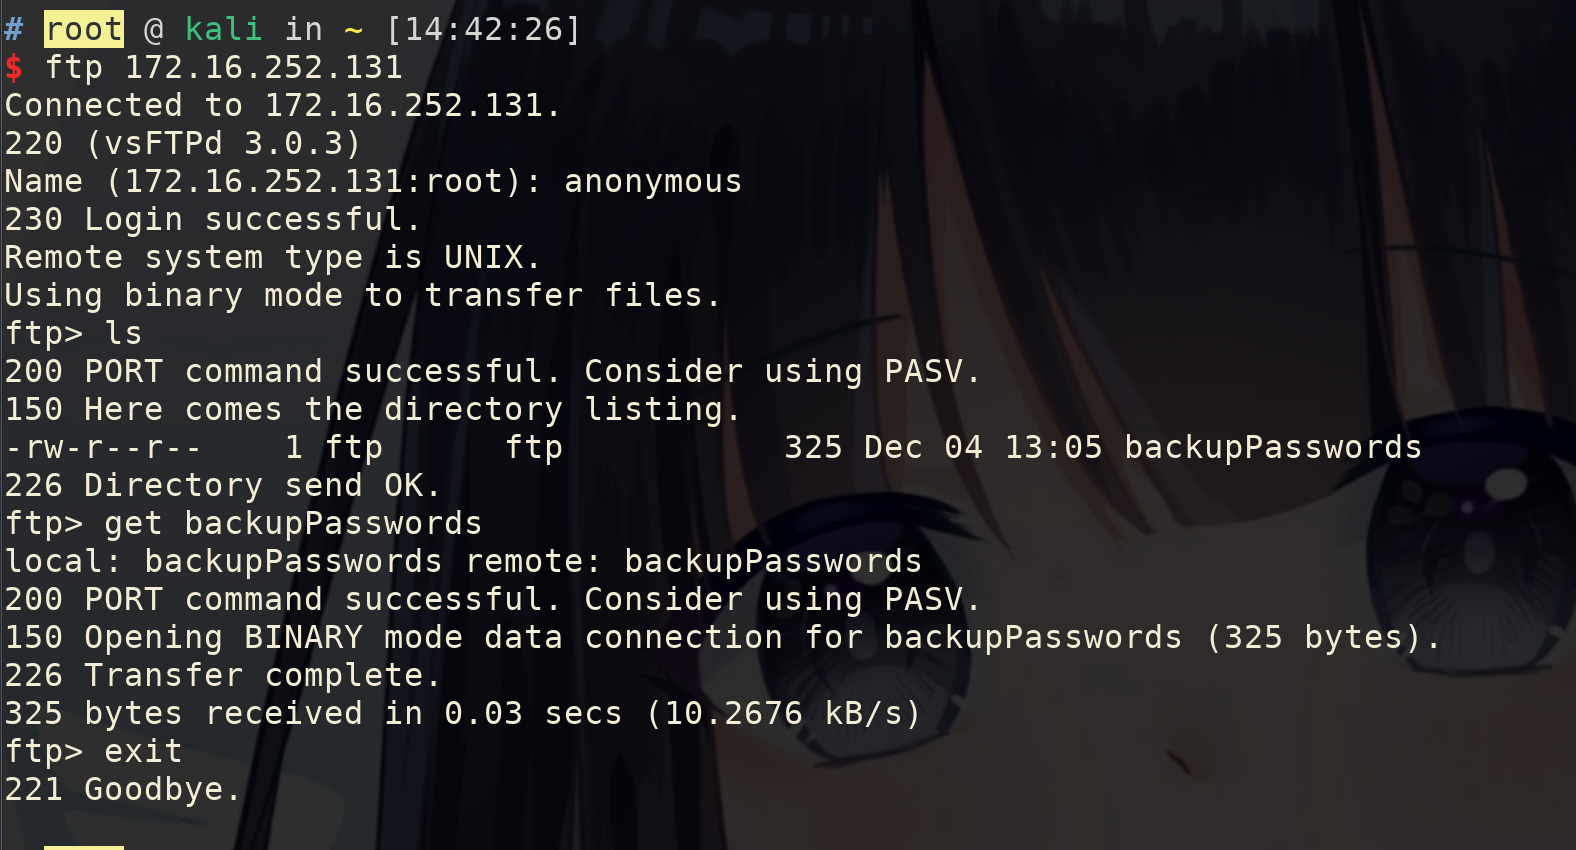 # root @ kali in ~ [14:42:26]
$ ftp 172.16.252.131
Connected to 172.16.252.131.
220 (vsFTPd 3.0.3)
Name (172.16.252.131:root): anonymous
230 Login successful.
Remote system type is UNIX.
Using binary mode to transfer files.
ftp> ls
200 PORT command successful. Consider using PASV.
150 Here comes the directory listing.
-rw-r--r--    1 ftp      ftp           325 Dec 04 13:05 backupPasswords
226 Directory send OK.
ftp> get backupPasswords
local: backupPasswords remote: backupPasswords
200 PORT command successful. Consider using PASV.
150 Opening BINARY mode data connection for backupPasswords (325 bytes).
226 Transfer complete.
325 bytes received in 0.03 secs (10.2676 kB/s)
ftp> exit
221 Goodbye.